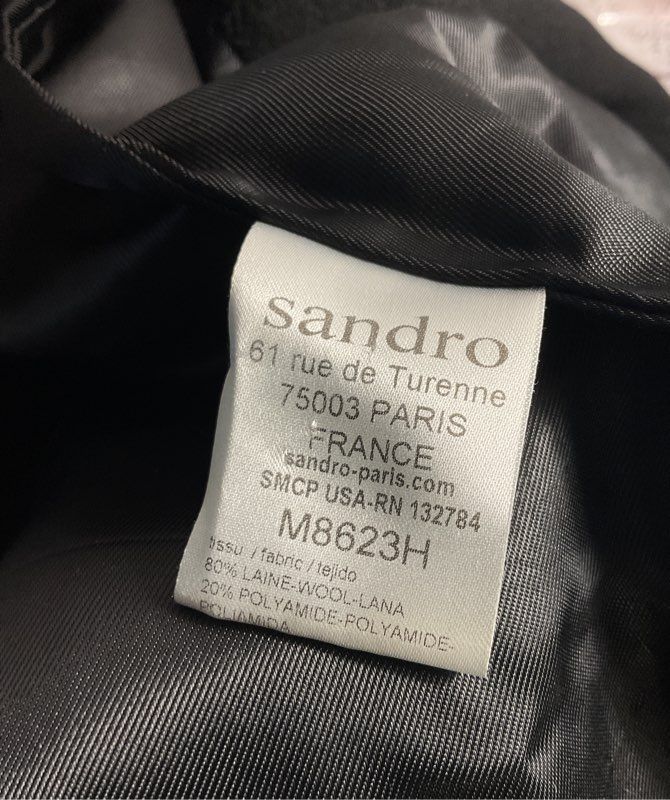 sandro
61 rue de Turenne
75003 PARIS
FRANCE
sandro-paris.com
SMCP USA-RN 132784
M8623H
tissu / fabric / tejido
80% LAINE-WOOL-LANA
20% POLYAMIDE-POLYAMIDE-
POLIAMIDA